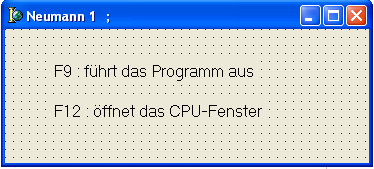 Neumann 1 ;
F9 : führt das Programm aus
F12 : öffnet das CPU-Fenster